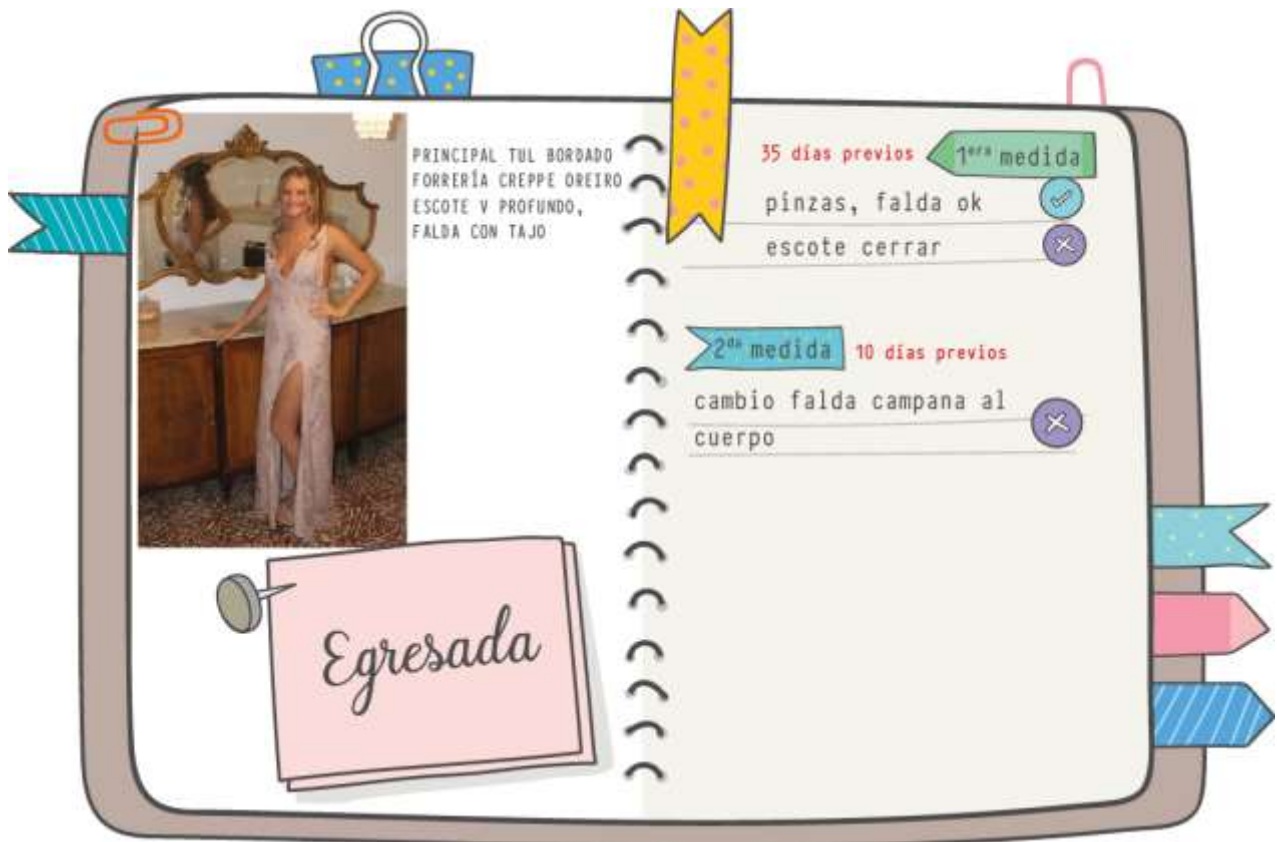 PRINCIPAL TUL BORDADO
FORRERÍA CREPPE OREIRO
ESCOTE V PROFUNDO,
FALDA CON TAJO
Egresada
35 días previos 1era medida
pinzas, falda ok
escote cerrar
2da medida 10 días previos
cambio falda campana al
cuerpo